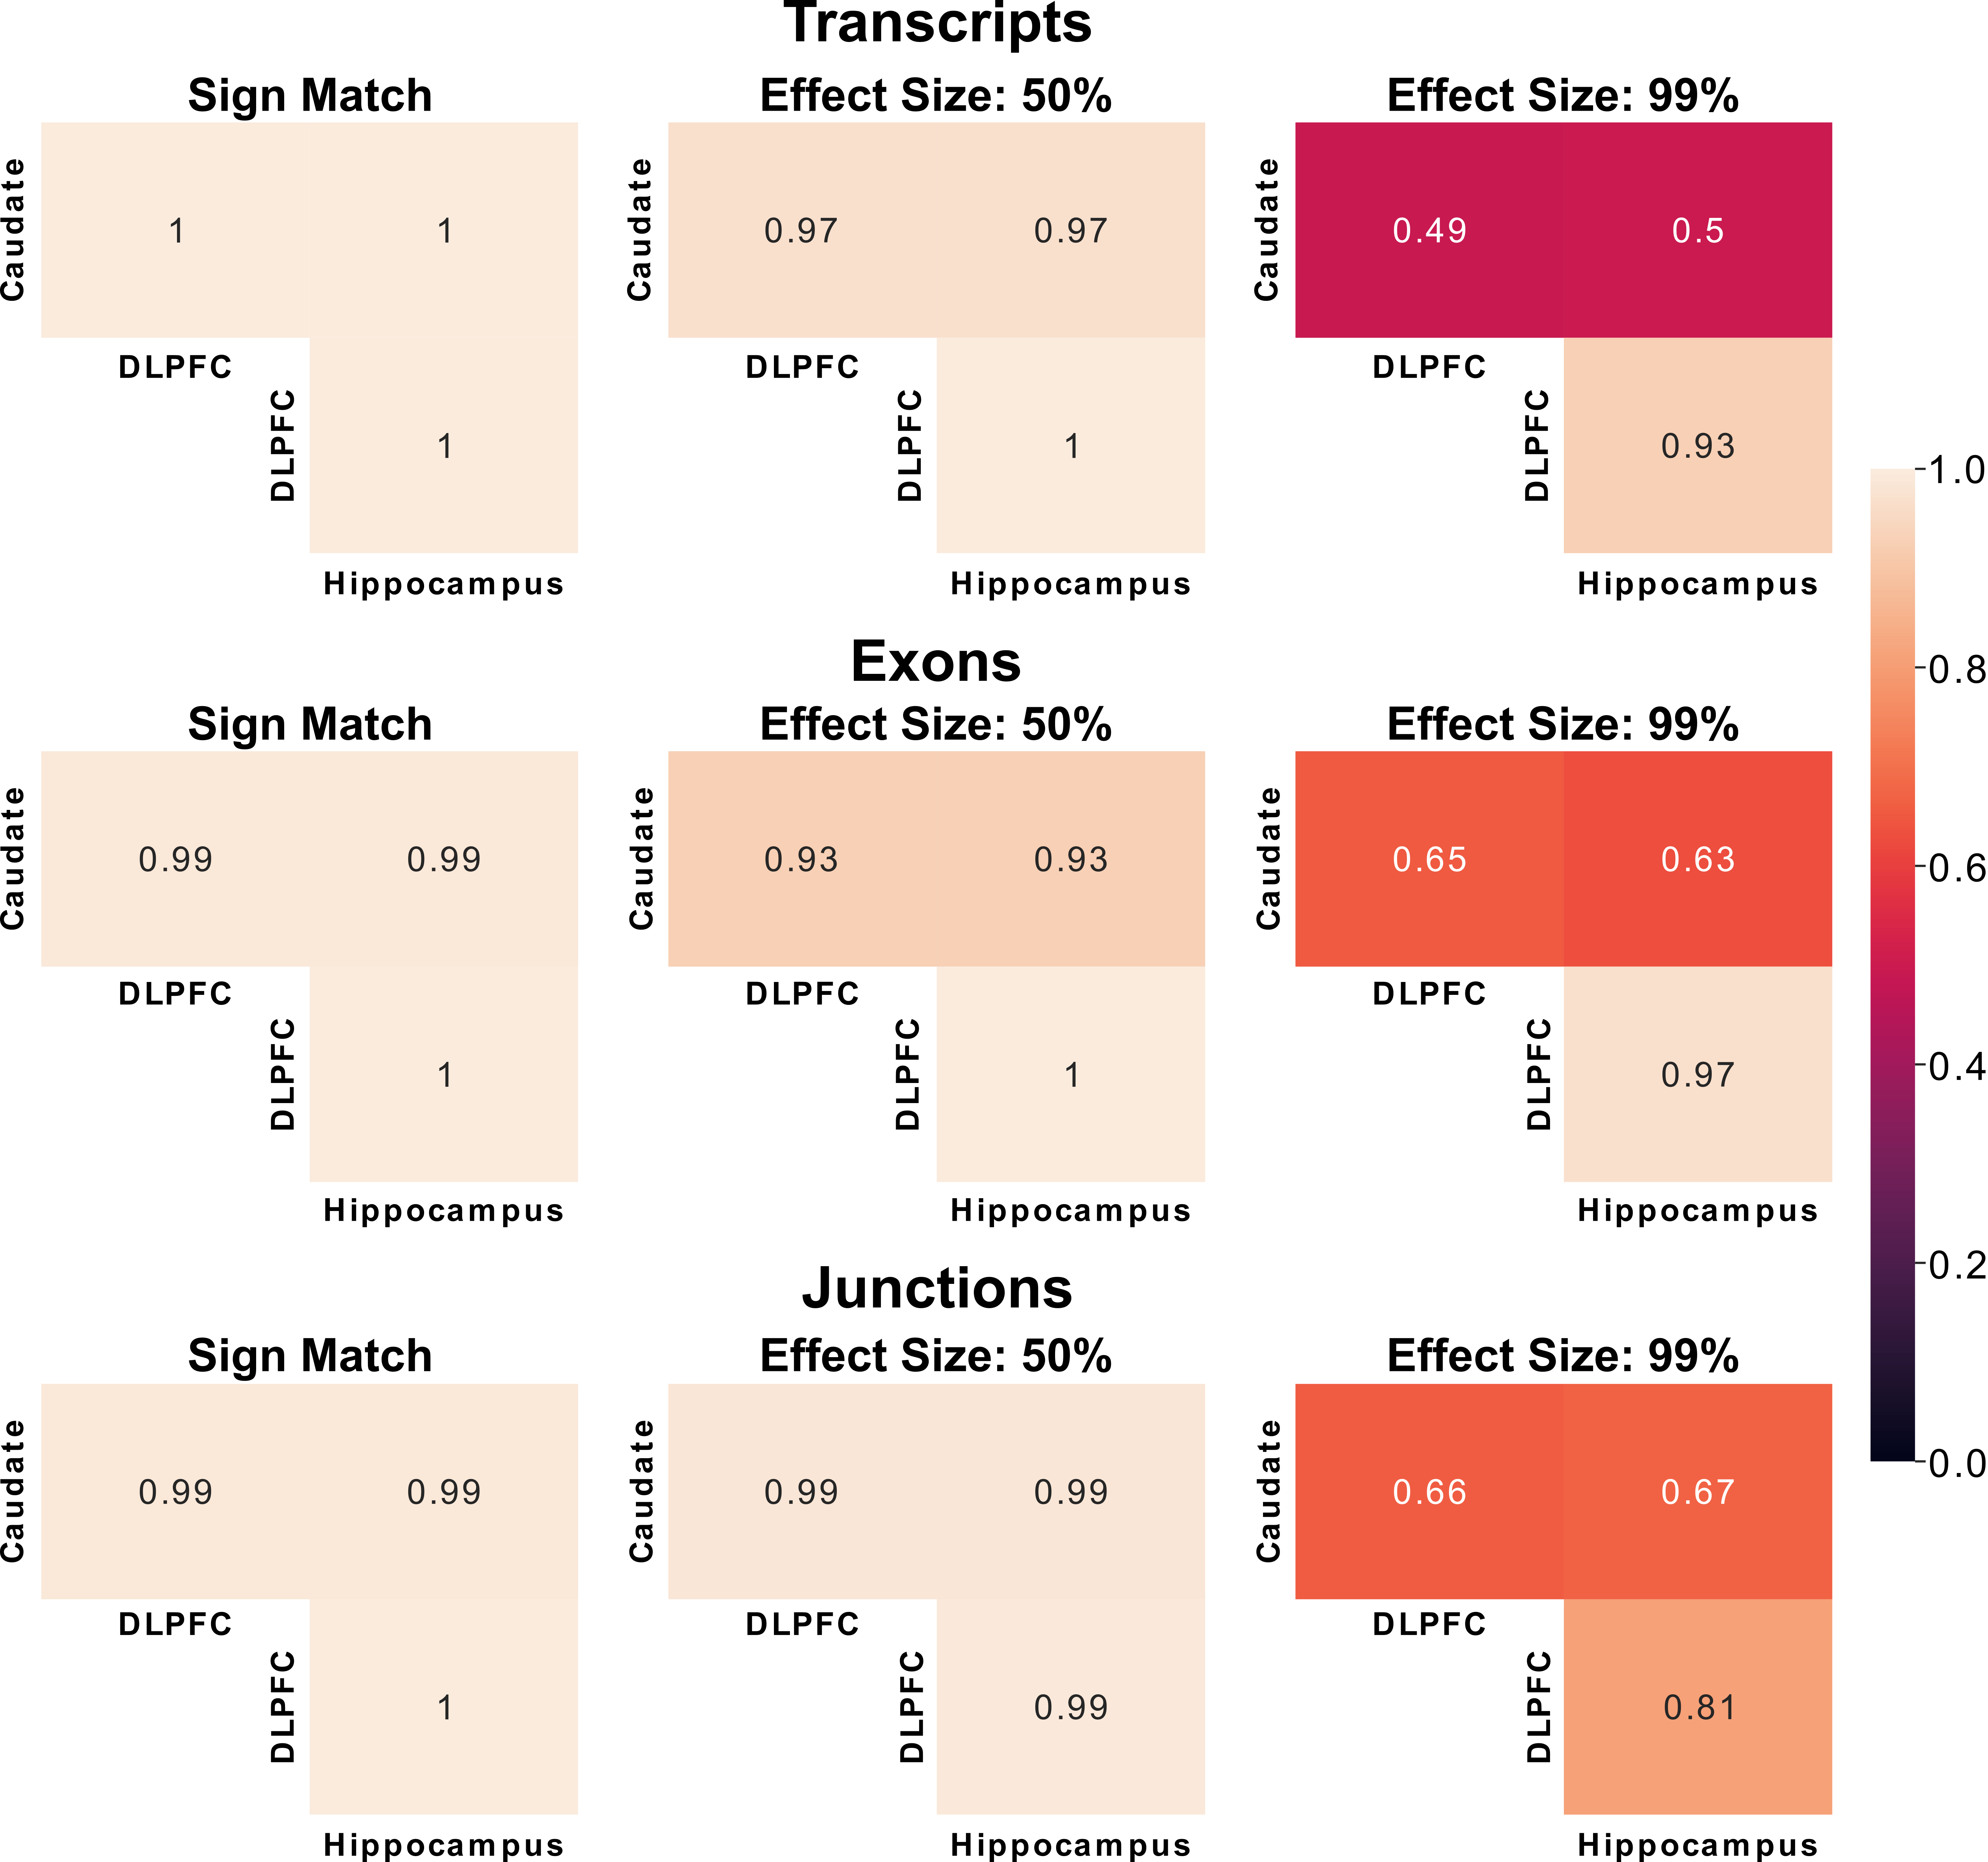 Transcripts
Sign Match
Effect Size: 50%
Effect Size: 99%
Caudate
1
1
Caudate
0.97
0.97
Caudate
0.49
0.5
DLPFC
DLPFC
DLPFC
DLPFC
1
DLPFC
1
DLPFC
0.93
Hippocampus
Hippocampus
Hippocampus
Exons
Sign Match
Effect Size: 50%
Effect Size: 99%
Caudate
0.99
0.99
Caudate
0.93
0.93
Caudate
0.65
0.63
DLPFC
DLPFC
DLPFC
DLPFC
1
DLPFC
1
DLPFC
0.97
Hippocampus
Hippocampus
Hippocampus
Junctions
Sign Match
Effect Size: 50%
Effect Size: 99%
Caudate
0.99
0.99
Caudate
0.99
0.99
Caudate
0.66
0.67
DLPFC
DLPFC
DLPFC
DLPFC
1
DLPFC
0.99
DLPFC
0.81
Hippocampus
Hippocampus
Hippocampus
1.0
0.8
0.6
0.4
0.2
0.0